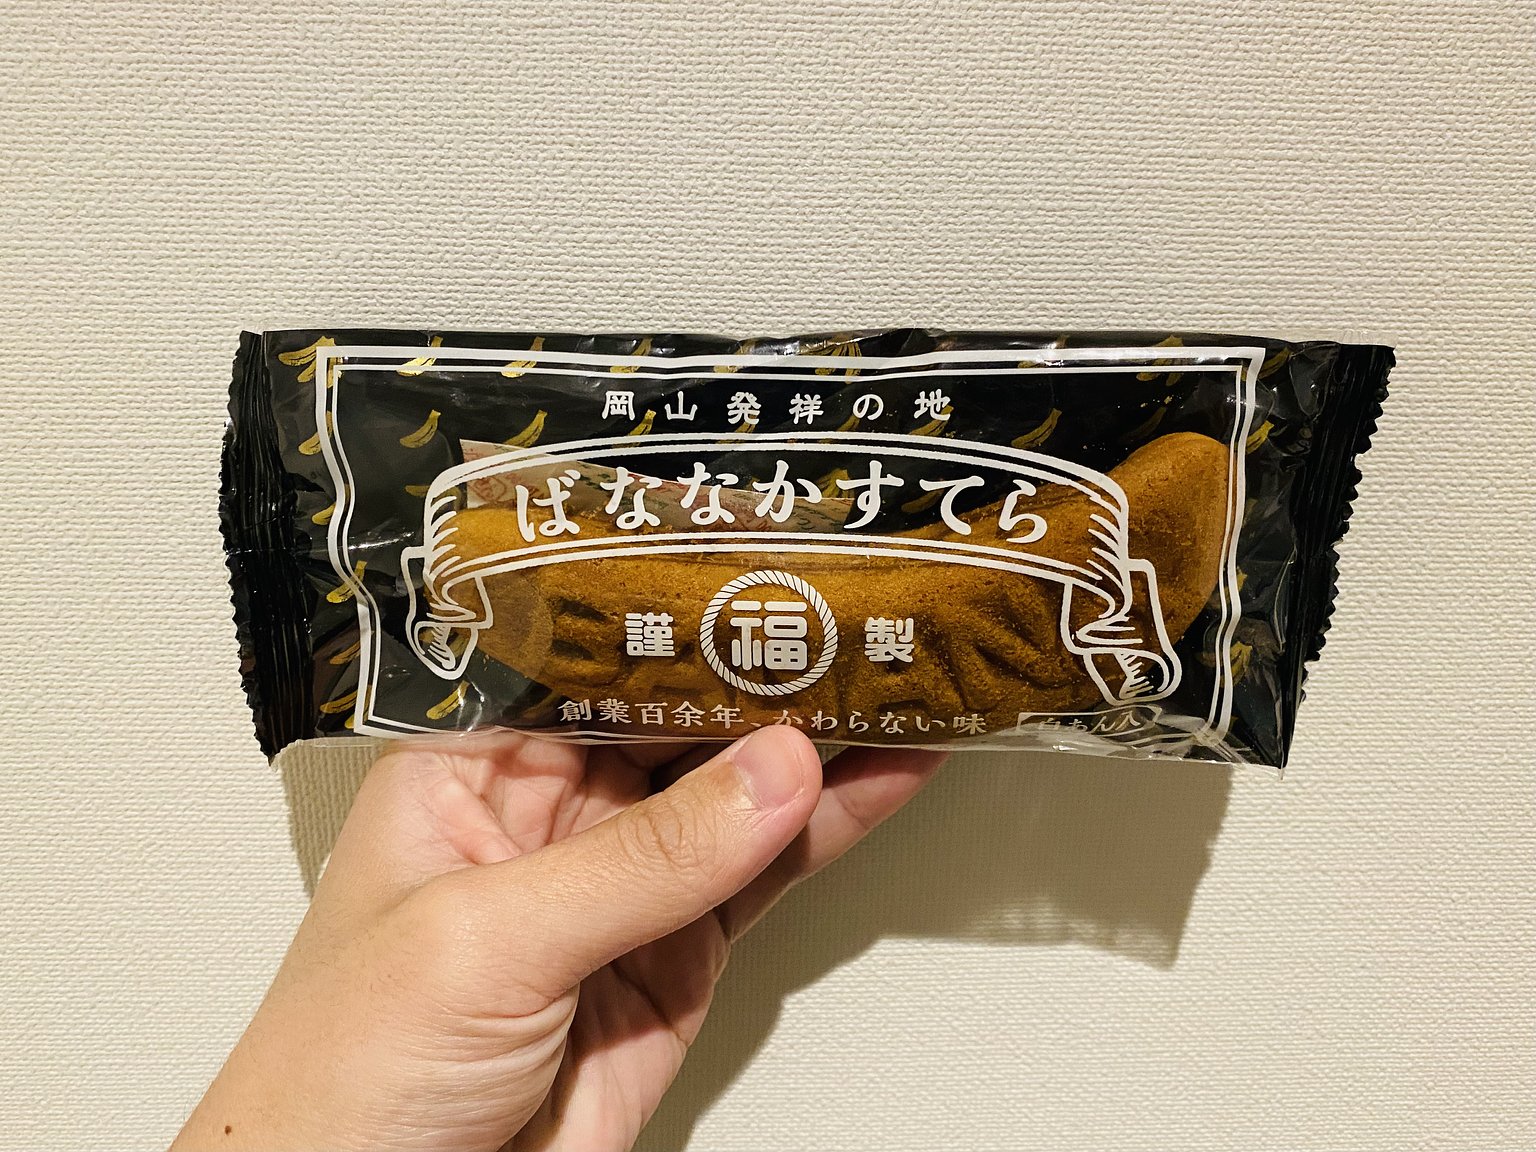 岡山発祥の地
ばななかすてら
謹 福 製
創業百余年、かわらない味
白あん入